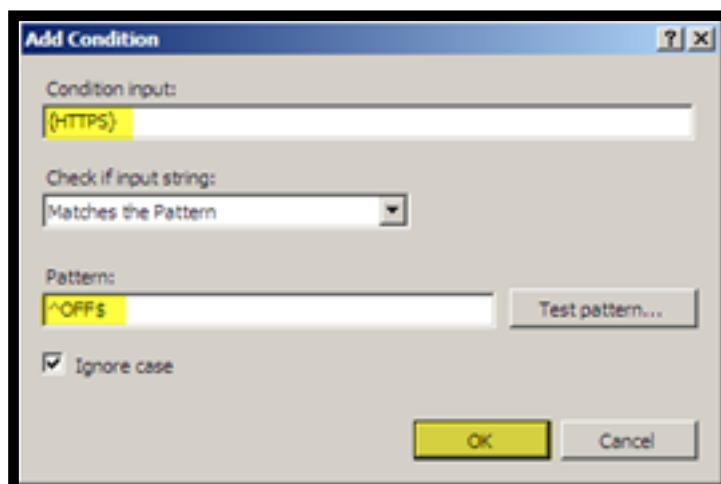 Add Condition
Condition input:
{HTTPS}
Check if input string:
Matches the Pattern
Pattern:
^OFF$
Test pattern...
Ignore case
OK
Cancel